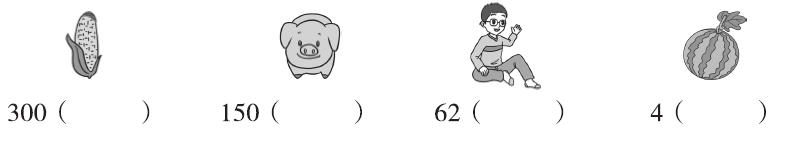 300（　　　） 150（　　　） 62（　　　） 4（　　　）